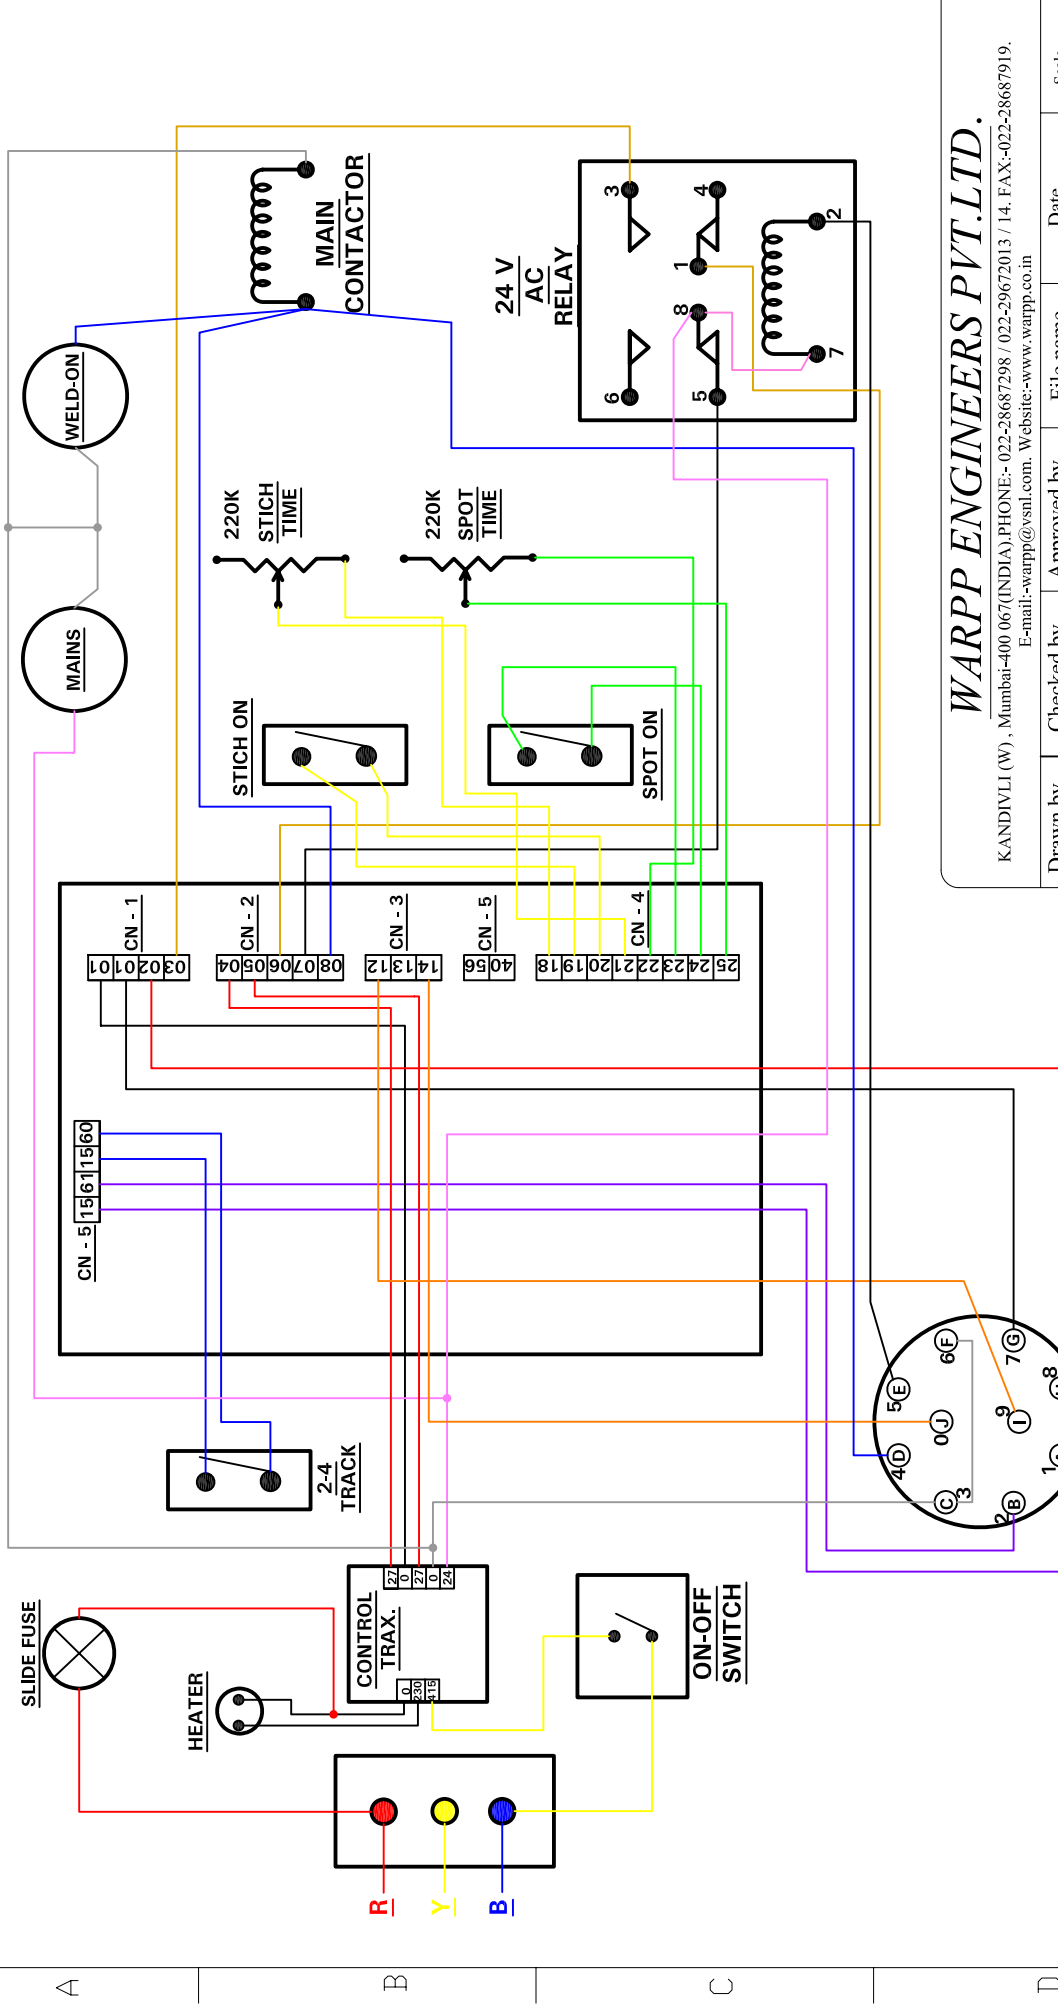 A
B
C
D
SLIDE FUSE
HEATER
R
Y
B
CONTROL
TRAX.
0
230
415
27
0
27
0
24
ON-OFF
SWITCH
2-4
TRACK
CN - 5
15
61
15
60
01
01
02
03
CN - 1
04
05
06
07
08
CN - 2
12
13
14
CN - 3
56
40
CN - 5
18
19
20
21
22
23
24
25
CN - 4
STICH ON
SPOT ON
MAINS
WELD-ON
220K
STICH
TIME
220K
SPOT
TIME
MAIN
CONTACTOR
24 V
AC
RELAY
3
4
1
8
6
5
2
7
4 D
5 E
0 J
6 F
C 3
2 B
9 I
7 G
8
1
WARPP ENGINEERS PVT.LTD.
KANDIVLI (W) , Mumbai-400 067(INDIA).PHONE:- 022-28687298 / 022-29672013 / 14. FAX:-022-28687919.
E-mail:-warpp@vsnl.com. Website:-www.warpp.co.in
Drawn by
Checked by
Approved by
File name
Date
Scale